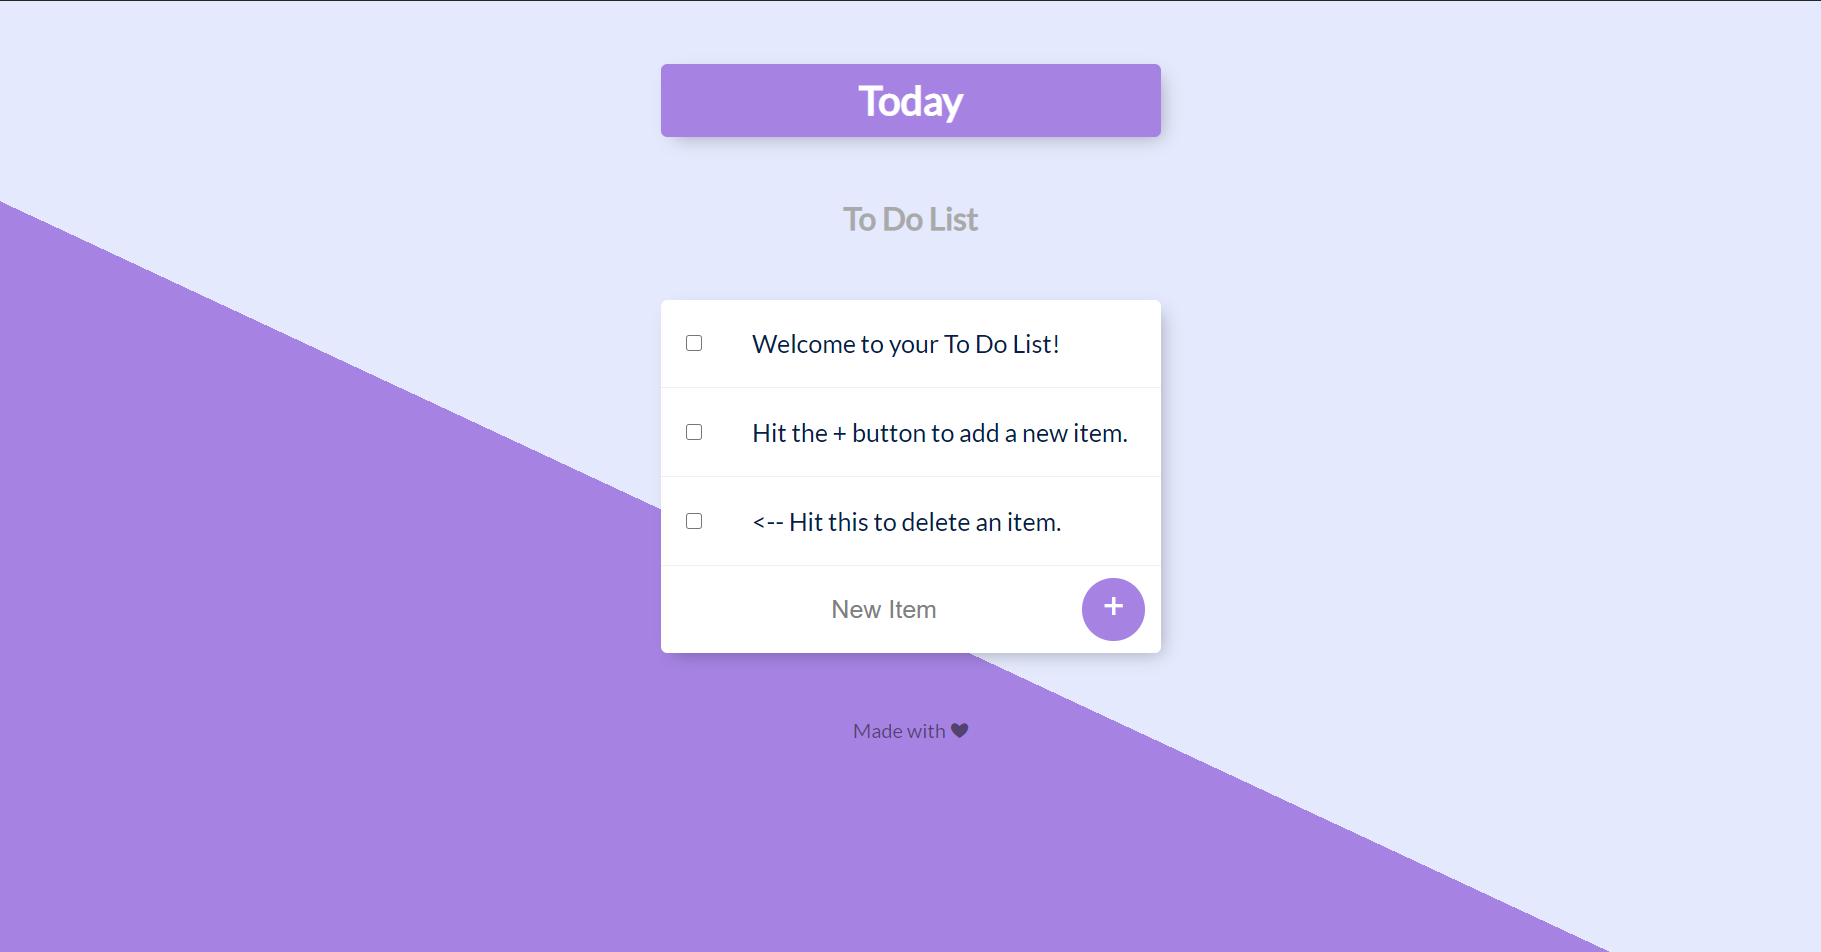 Today
To Do List
Welcome to your To Do List!
Hit the + button to add a new item.
<-- Hit this to delete an item.
New Item +
Made with ♥